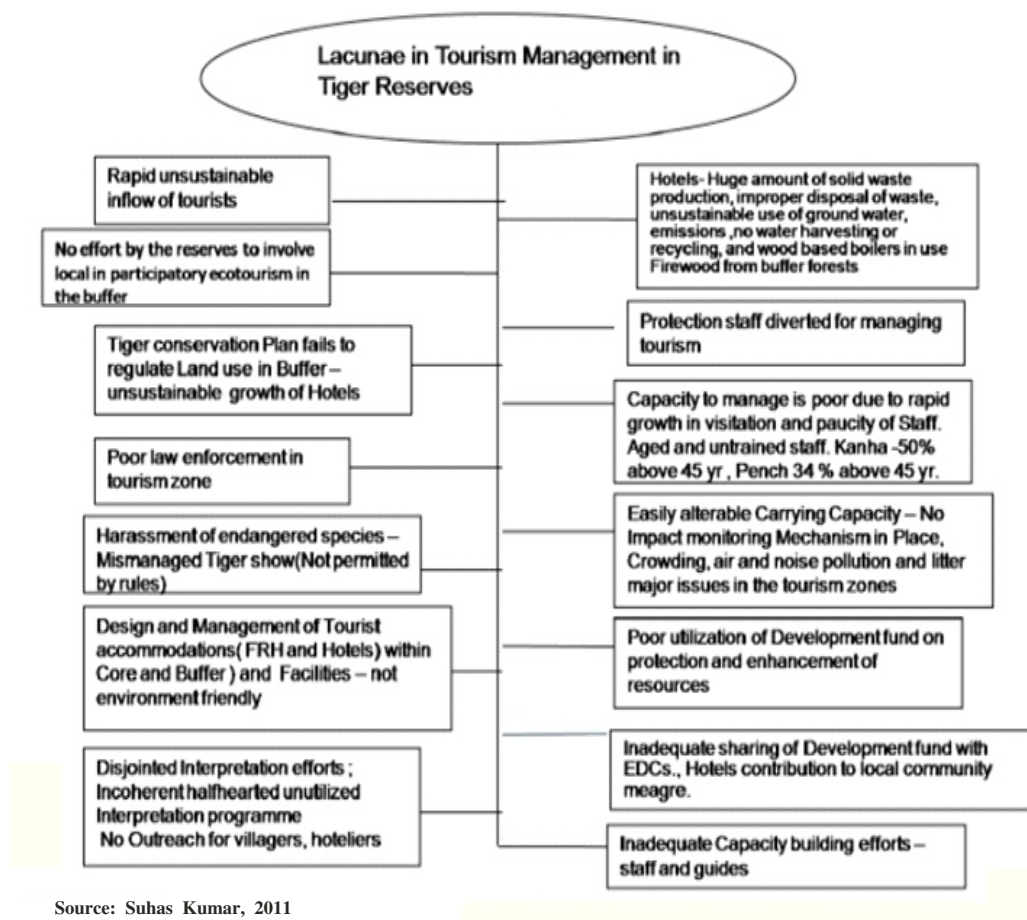 Lacunae in Tourism Management in
Tiger Reserves
Rapid unsustainable
inflow of tourists
Hotels- Huge amount of solid waste
production, improper disposal of waste,
unsustainable use of ground water,
emissions ,no water harvesting or
recycling, and wood based boilers in use
Firewood from buffer forests
No effort by the reserves to involve
local in participatory ecotourism in
the buffer
Protection staff diverted for managing
tourism
Tiger conservation Plan fails to
regulate Land use in Buffer –
unsustainable growth of Hotels
Capacity to manage is poor due to rapid
growth in visitation and paucity of Staff.
Aged and untrained staff. Kanha -50%
above 45 yr , Pench 34 % above 45 yr.
Poor law enforcement in
tourism zone
Easily alterable Carrying Capacity – No
Impact monitoring Mechanism in Place,
Crowding, air and noise pollution and litter
major issues in the tourism zones
Harassment of endangered species –
Mismanaged Tiger show(Not permitted
by rules)
Design and Management of Tourist
accommodations( FRH and Hotels) within
Core and Buffer ) and Facilities – not
environment friendly
Poor utilization of Development fund on
protection and enhancement of
resources
Inadequate sharing of Development fund with
EDCs., Hotels contribution to local community
meagre.
Disjointed Interpretation efforts ;
Incoherent halfhearted unutilized
Interpretation programme
No Outreach for villagers, hoteliers
Inadequate Capacity building efforts –
staff and guides
Source: Suhas Kumar, 2011